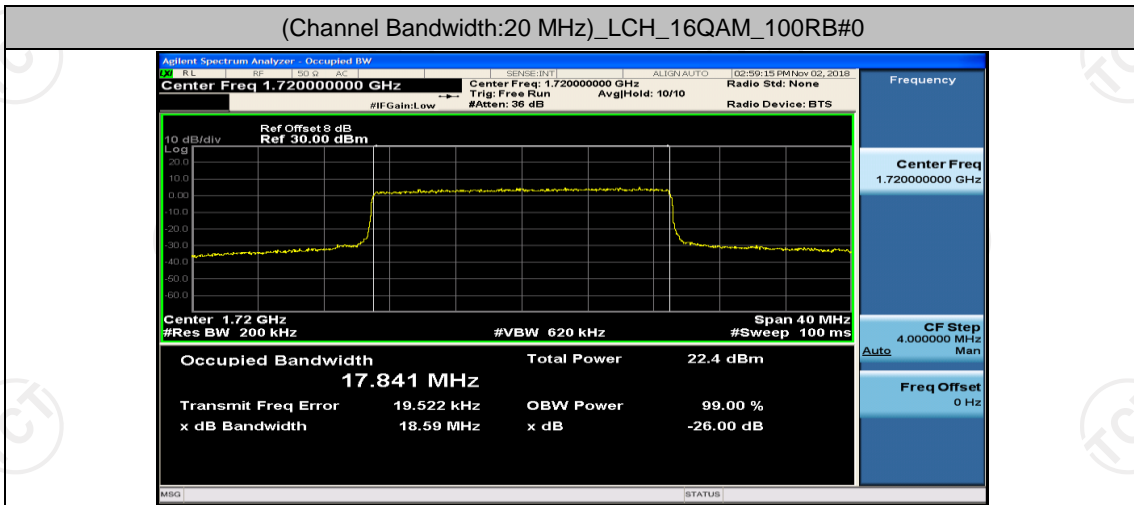 (Channel Bandwidth:20 MHz)_LCH_16QAM_100RB#0
Agilent Spectrum Analyzer - Occupied BW
LXI RL RF 50 Ω AC SENSE:INT ALIGN AUTO 02:59:15 PM Nov 02, 2018
Center Freq 1.720000000 GHz
Center Freq: 1.720000000 GHz
Radio Std: None
Trig: Free Run Avg|Hold: 10/10
#IFGain:Low #Atten: 36 dB Radio Device: BTS
Frequency
Ref Offset 8 dB
10 dB/div Ref 30.00 dBm
Log
20.0
10.0
0.00
-10.0
-20.0
-30.0
-40.0
-50.0
-60.0
Center 1.72 GHz Span 40 MHz
#Res BW 200 kHz #VBW 620 kHz #Sweep 100 ms
Center Freq
1.720000000 GHz
CF Step
4.000000 MHz
Auto Man
Freq Offset
0 Hz
Occupied Bandwidth Total Power 22.4 dBm
17.841 MHz
Transmit Freq Error 19.522 kHz OBW Power 99.00 %
x dB Bandwidth 18.59 MHz x dB -26.00 dB
MSG STATUS
TCT
TCT